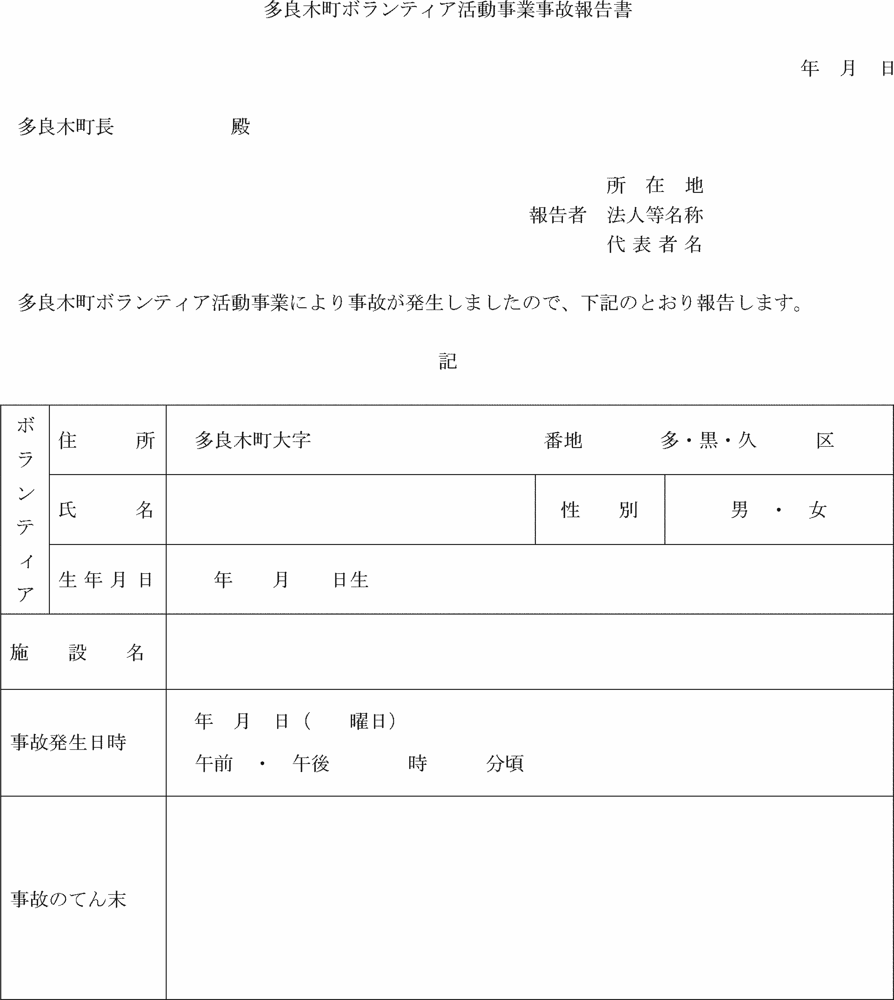 多良木町ボランティア活動事業事故報告書
年　月　日
多良木町長　　　　　　殿
所　在　地
報告者　法人等名称
代表者名
多良木町ボランティア活動事業により事故が発生しましたので、下記のとおり報告します。
記
ボランティア
住　　　所　多良木町大字　　　　　　　　　　　　番地　　　　多・黒・久　　　区
氏　　　名　　　　　　　　　　性　　別　　　男　・　女
生年月日　　　年　　月　　日生
施　　設　　名
事故発生日時
年　月　日（　　曜日）
午前　・　午後　　　　時　　　分頃
事故のてん末